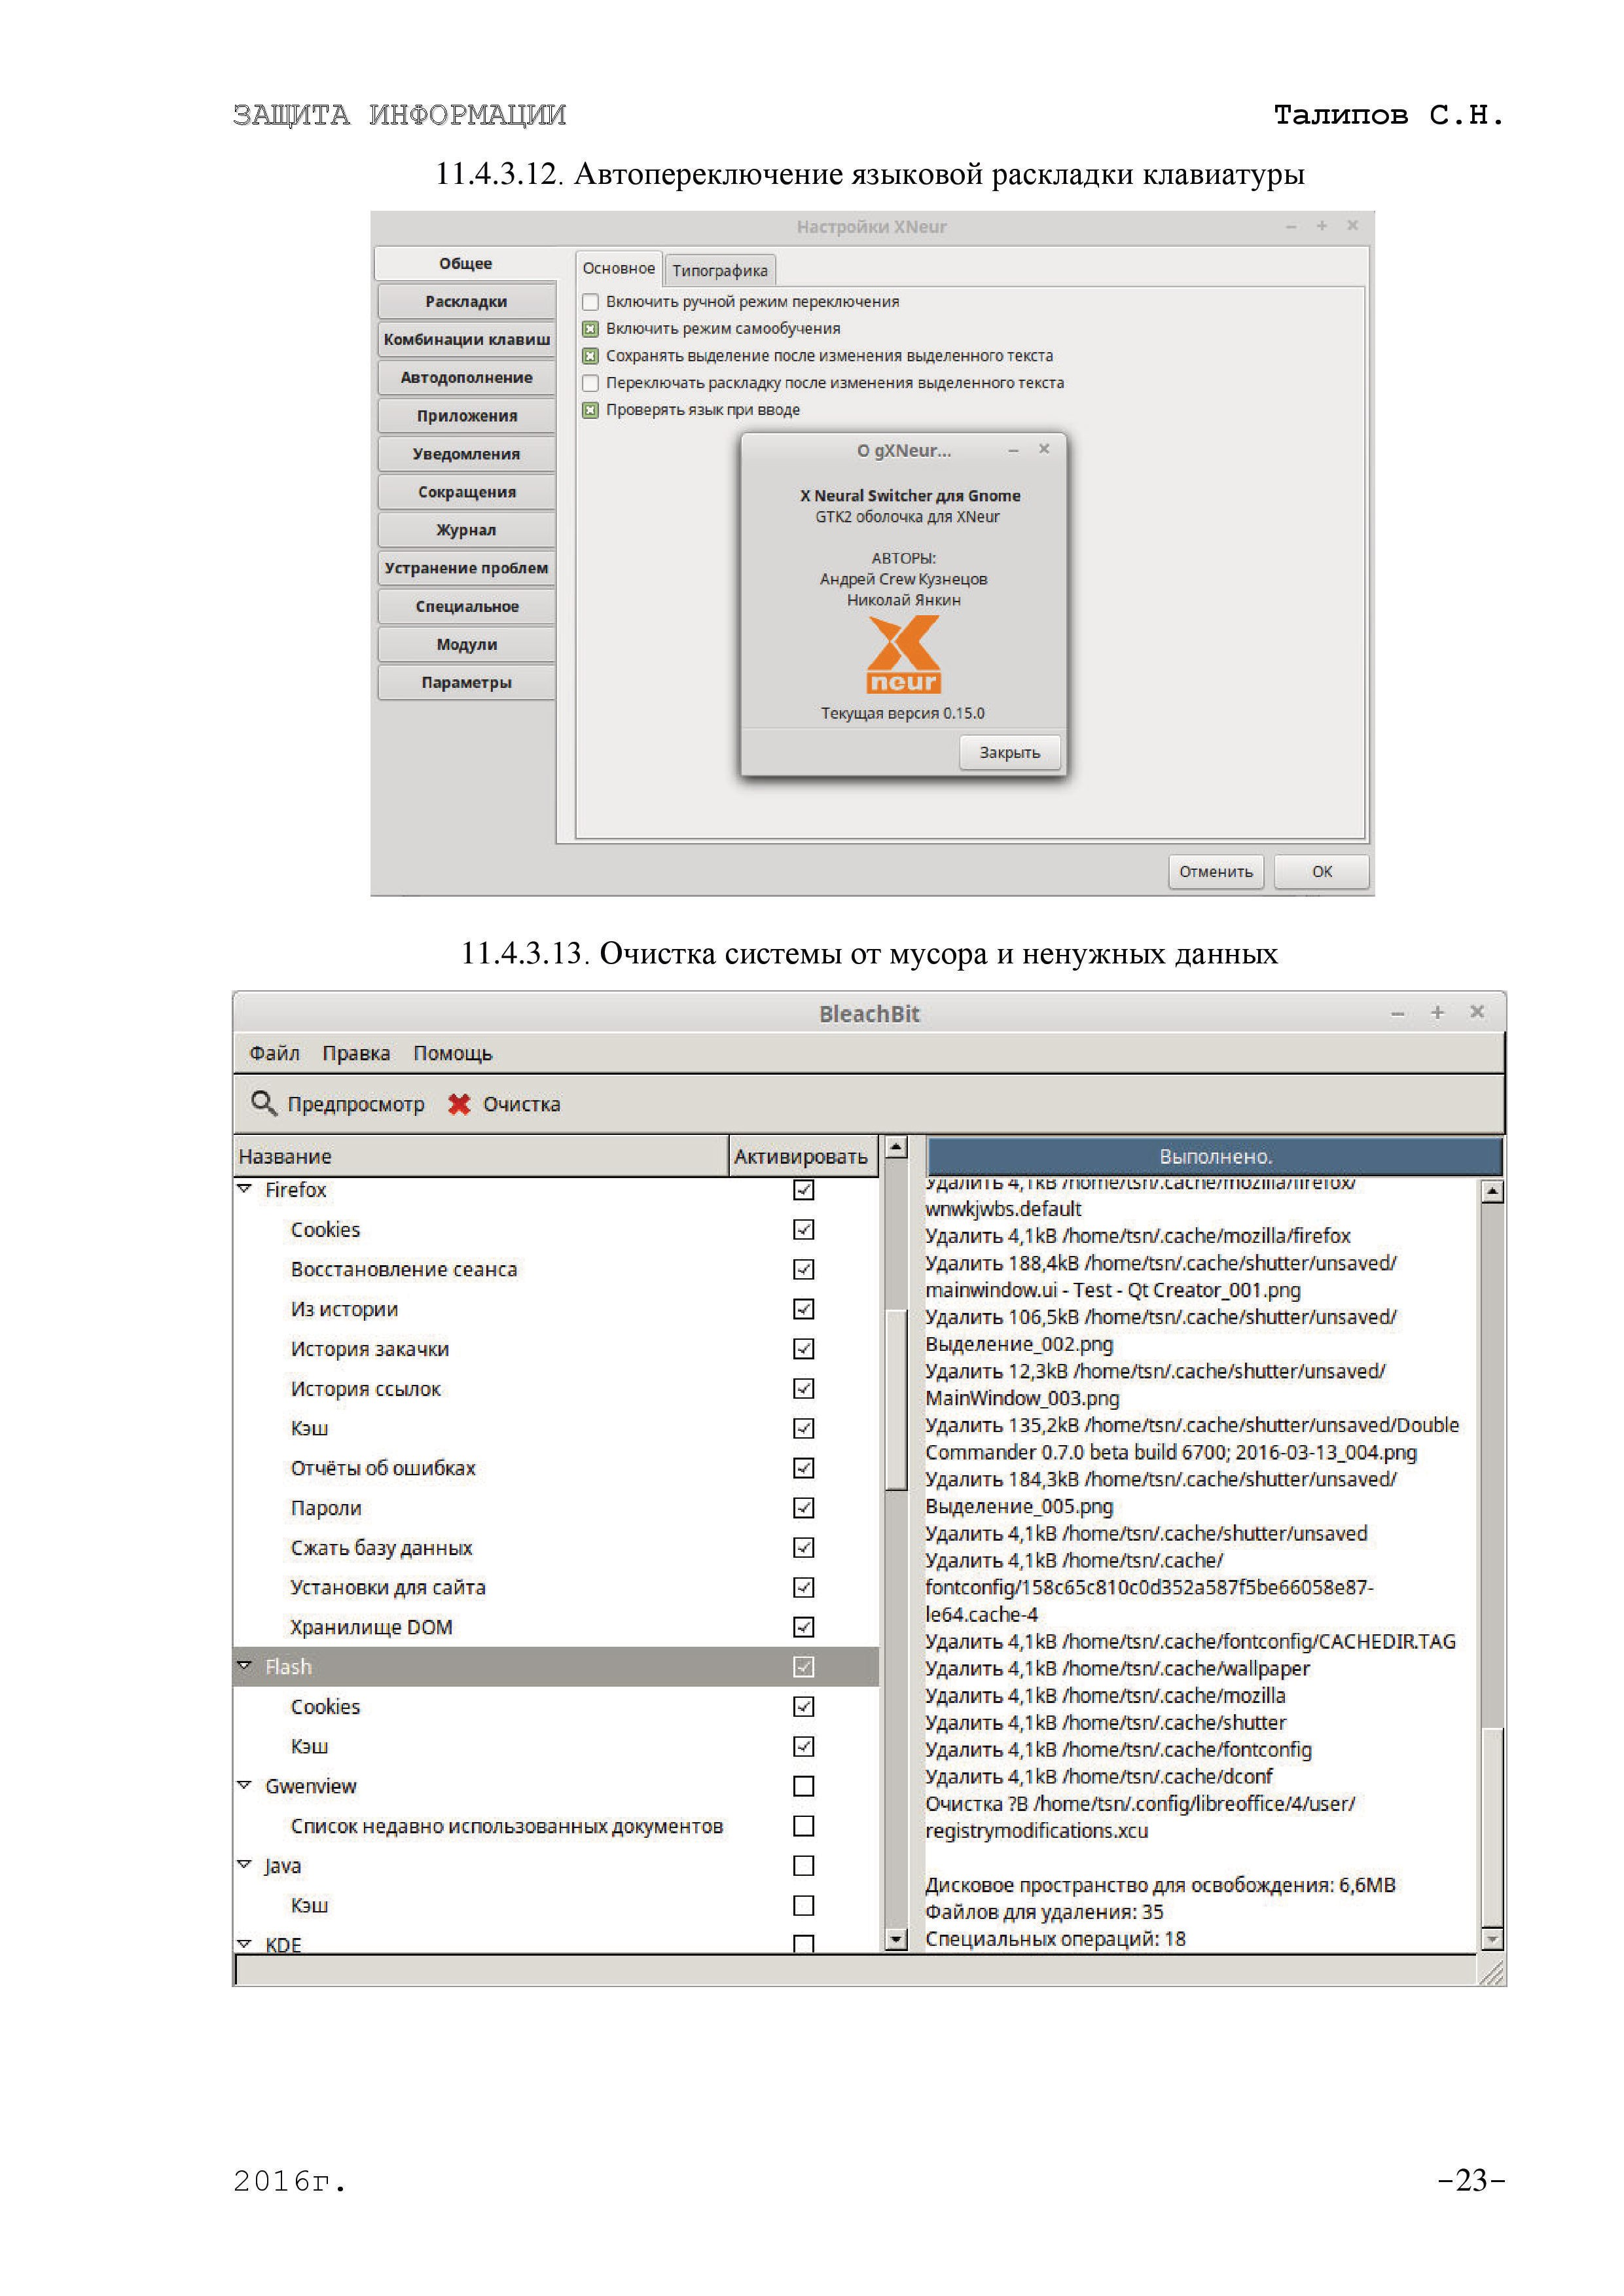 ЗАЩИТА ИНФОРМАЦИИ
Талипов С.Н.
11.4.3.12. Автопереключение языковой раскладки клавиатуры
Настройки XNeur
Общее
Раскладки
Комбинации клавиш
Автодополнение
Приложения
Уведомления
Сокращения
Журнал
Устранение проблем
Специальное
Модули
Параметры
Основное
Типографика
Включить ручной режим переключения
Включить режим самообучения
Сохранять выделение после изменения выделенного текста
Переключать раскладку после изменения выделенного текста
Проверять язык при вводе
О gXNeur...
X Neural Switcher для Gnome
GTK2 оболочка для XNeur
АВТОРЫ:
Андрей Crew Кузнецов
Николай Янкин
X
neur
Текущая версия 0.15.0
Закрыть
Отменить
OK
11.4.3.13. Очистка системы от мусора и ненужных данных
BleachBit
Файл Правка Помощь
Предпросмотр Очистка
Название
Активировать
Firefox
Cookies
Восстановление сеанса
Из истории
История закачки
История ссылок
Кэш
Отчёты об ошибках
Пароли
Сжать базу данных
Установки для сайта
Хранилище DOM
Flash
Cookies
Кэш
Gwenview
Список недавно использованных документов
Java
Кэш
KDE
Выполнено.
Удалить 4,1kB /home/tsn/.cache/mozilla/firefox/
wnwkjwbs.default
Удалить 4,1kB /home/tsn/.cache/mozilla/firefox
Удалить 188,4kB /home/tsn/.cache/shutter/unsaved/
mainwindow.ui - Test - Qt Creator_001.png
Удалить 106,5kB /home/tsn/.cache/shutter/unsaved/
Выделение_002.png
Удалить 12,3kB /home/tsn/.cache/shutter/unsaved/
MainWindow_003.png
Удалить 135,2kB /home/tsn/.cache/shutter/unsaved/Double
Commander 0.7.0 beta build 6700; 2016-03-13_004.png
Удалить 184,3kB /home/tsn/.cache/shutter/unsaved/
Выделение_005.png
Удалить 4,1kB /home/tsn/.cache/shutter/unsaved
Удалить 4,1kB /home/tsn/.cache/
fontconfig/158c65c810c0d352a587f5be66058e87-
le64.cache-4
Удалить 4,1kB /home/tsn/.cache/fontconfig/CACHEDIR.TAG
Удалить 4,1kB /home/tsn/.cache/wallpaper
Удалить 4,1kB /home/tsn/.cache/mozilla
Удалить 4,1kB /home/tsn/.cache/shutter
Удалить 4,1kB /home/tsn/.cache/fontconfig
Удалить 4,1kB /home/tsn/.cache/dconf
Очистка ?B /home/tsn/.config/libreoffice/4/user/
registrymodifications.xcu
Дисковое пространство для освобождения: 6,6MB
Файлов для удаления: 35
Специальных операций: 18
2016г.
-23-